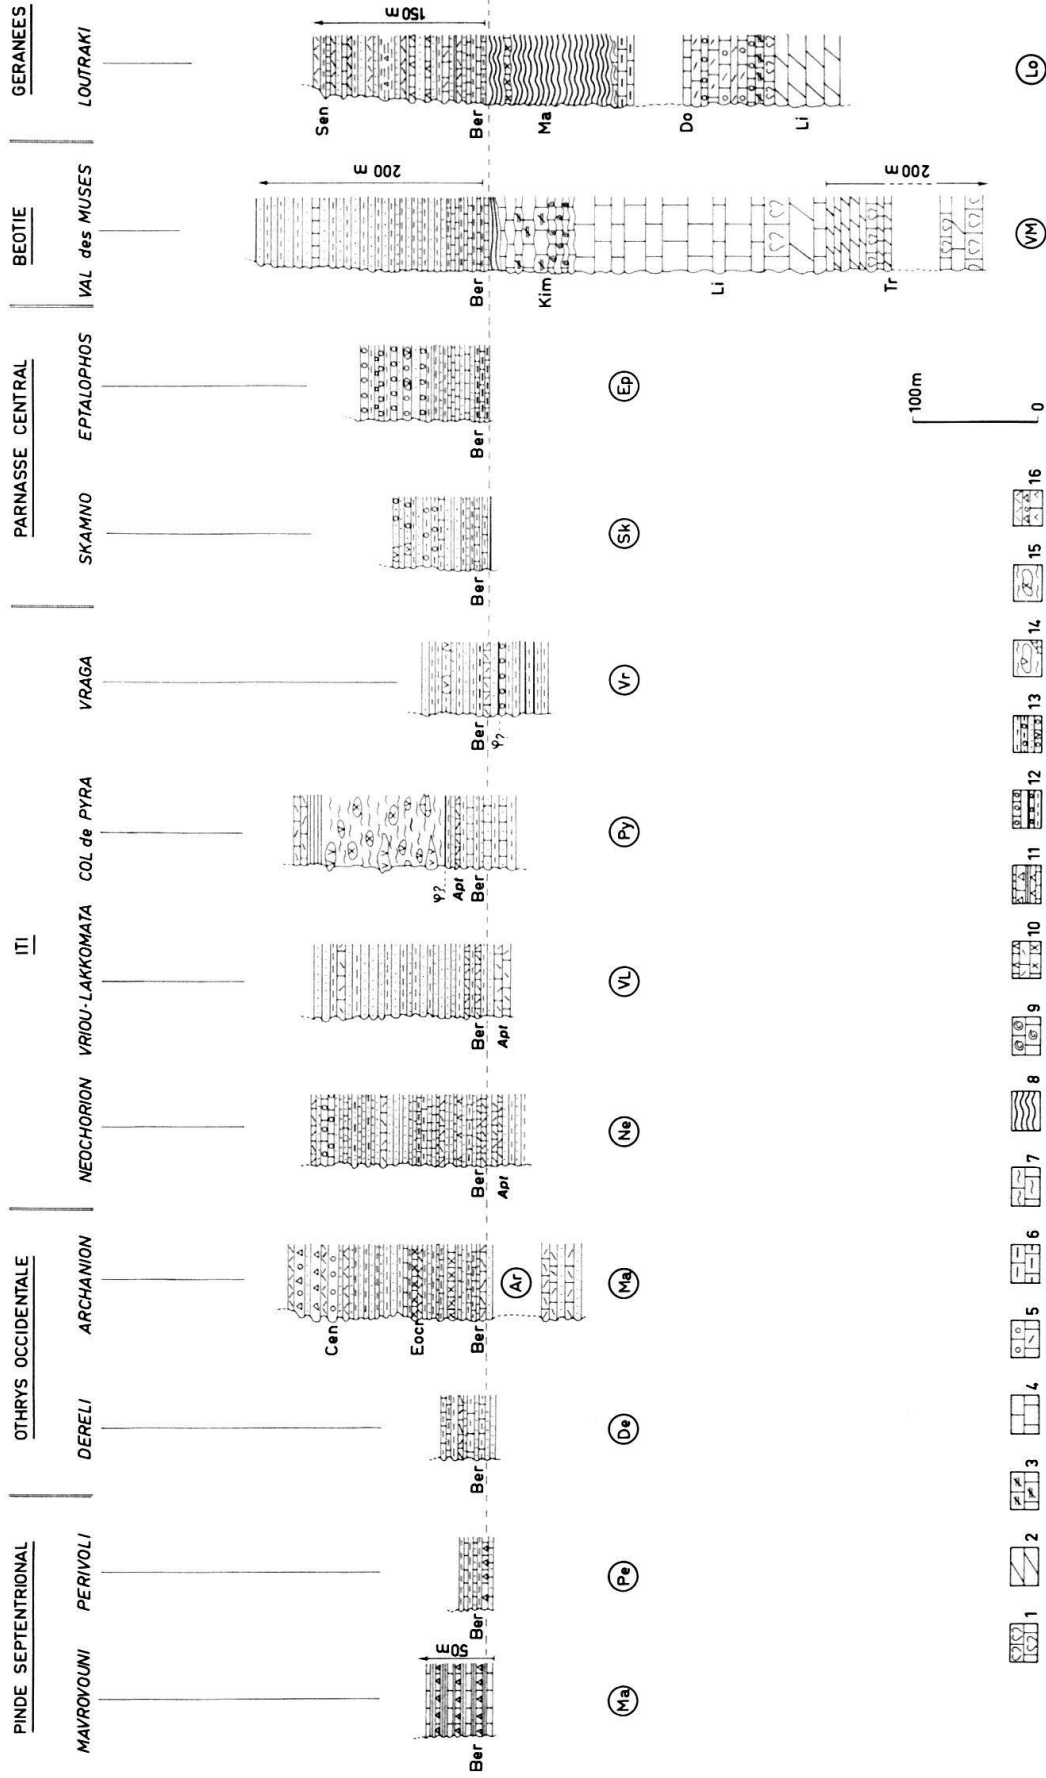 PINDE SEPTENTRIONAL
OTHRYS OCCIDENTALE
ITI
PARNASSE CENTRAL
BEOTIE
GERANEES
MAVROVOUNI
PERIVOLI
DERELI
ARCHANION
NEOCHORION
VRIOU-LAKKOMATA
COL de PYRA
VRAGA
SKAMNO
EPTALOPHOS
VAL des MUSES
LOUTRAKI
50m
Ber
Ma
Ber
Pe
Ber
De
Cen
Eocr
Ber
Ar
Ma
Ber
Apt
Ne
Ber
Apt
VL
φ?
Apt
Ber
Py
Ber
φ?
Vr
Ber
Sk
Ber
Ep
200 m
Ber
Kim
Li
Tr
200 m
VM
150m
Sen
Ber
Ma
Do
Li
Lo
100m
0
1
2
3
4
5
6
7
8
9
10
11
12
13
14
15
16